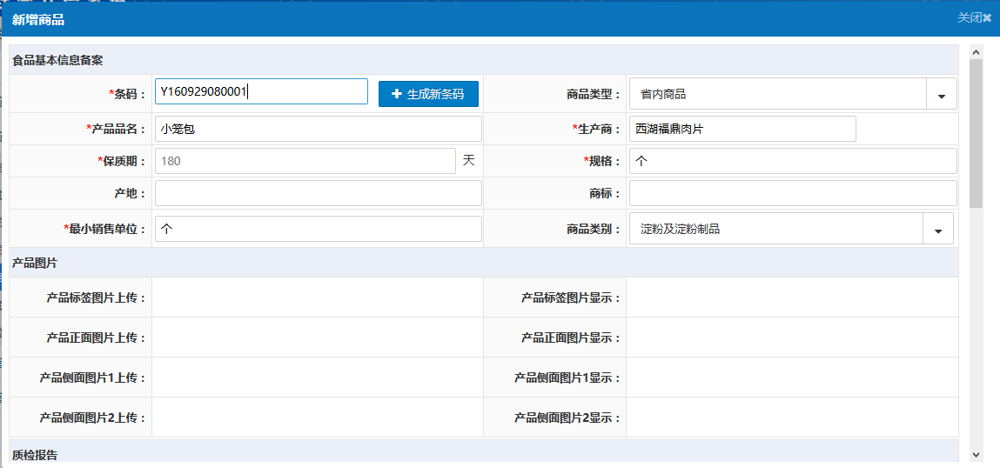 新增商品
关闭
食品基本信息备案
*条码：
Y160929080001
生成新条码
商品类型：
省内商品
*产品品名：
小笼包
*生产商：
西湖福鼎肉片
*保质期：
180
天
*规格：
个
产地：
商标：
*最小销售单位：
个
商品类别：
淀粉及淀粉制品
产品图片
产品标签图片上传：
产品标签图片显示：
产品正面图片上传：
产品正面图片显示：
产品侧面图片1上传：
产品侧面图片1显示：
产品侧面图片2上传：
产品侧面图片2显示：
质检报告